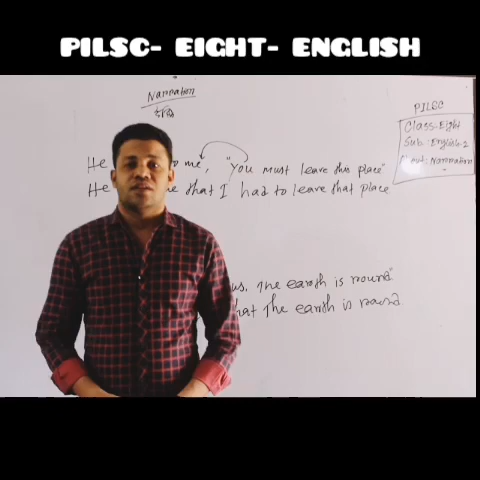 PILSC- EIGHT- ENGLISH
Narration
PILSC
Class-Eight
Sub-English-2
Narration
He to me, "You must leave this place"
He that I had to leave that place
us. The earth is round"
that The earth is round